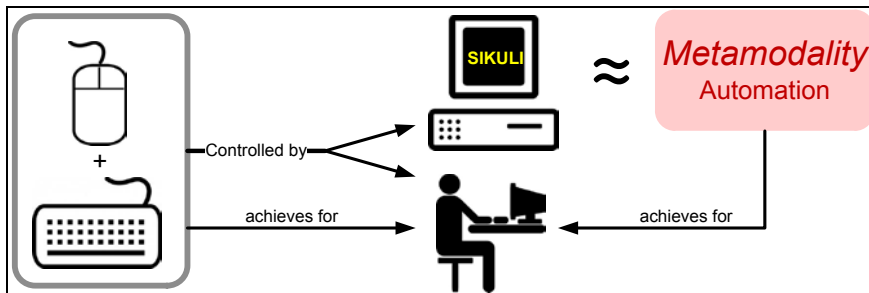 SIKULI
≈
Metamodality
Automation
+
Controlled by
achieves for
achieves for